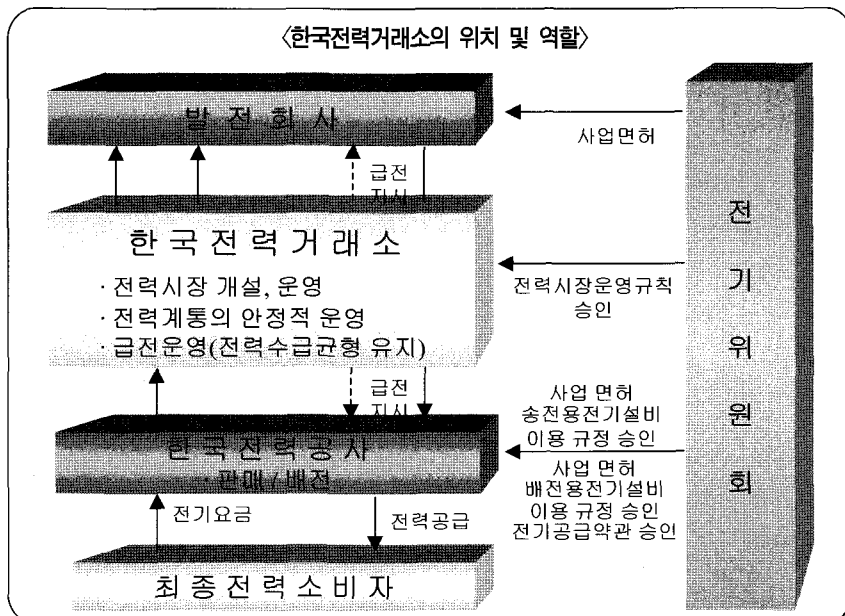 〈한국전력거래소의 위치 및 역할〉
발 전 회 사
사업면허
급전
지시
한 국 전 력 거 래 소
· 전력시장 개설, 운영
· 전력계통의 안정적 운영
· 급전운영(전력수급균형 유지)
전력시장운영규칙
승인
급전
지시
한 국 전 력 공 사
· 판매 / 배전
사업 면허
송전용전기설비
이용 규정 승인
사업 면허
배전용전기설비
이용 규정 승인
전기공급약관 승인
전기요금
전력공급
최 종 전 력 소 비 자
전
기
위
원
회